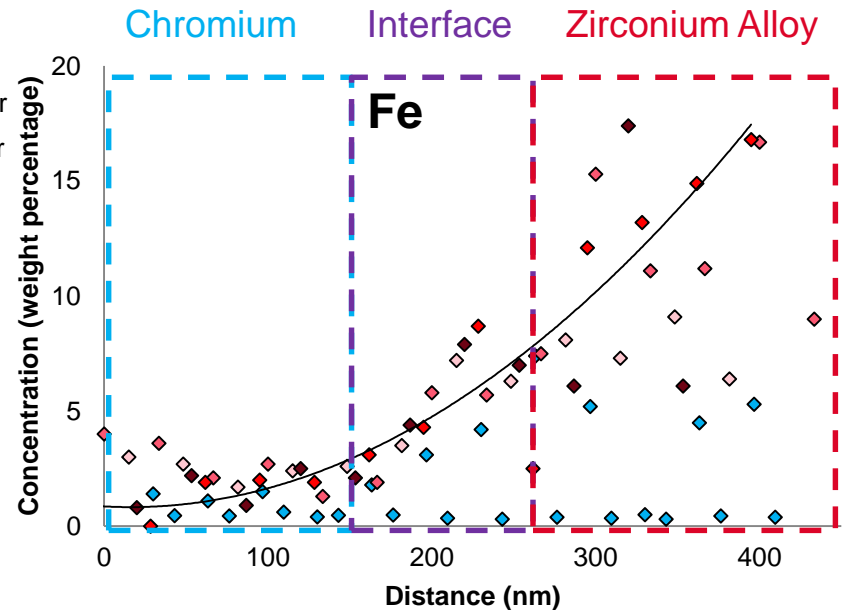 Chromium Interface Zirconium Alloy
Fe
r
r
Concentration (weight percentage)
20
15
10
5
0
0 100 200 300 400
Distance (nm)